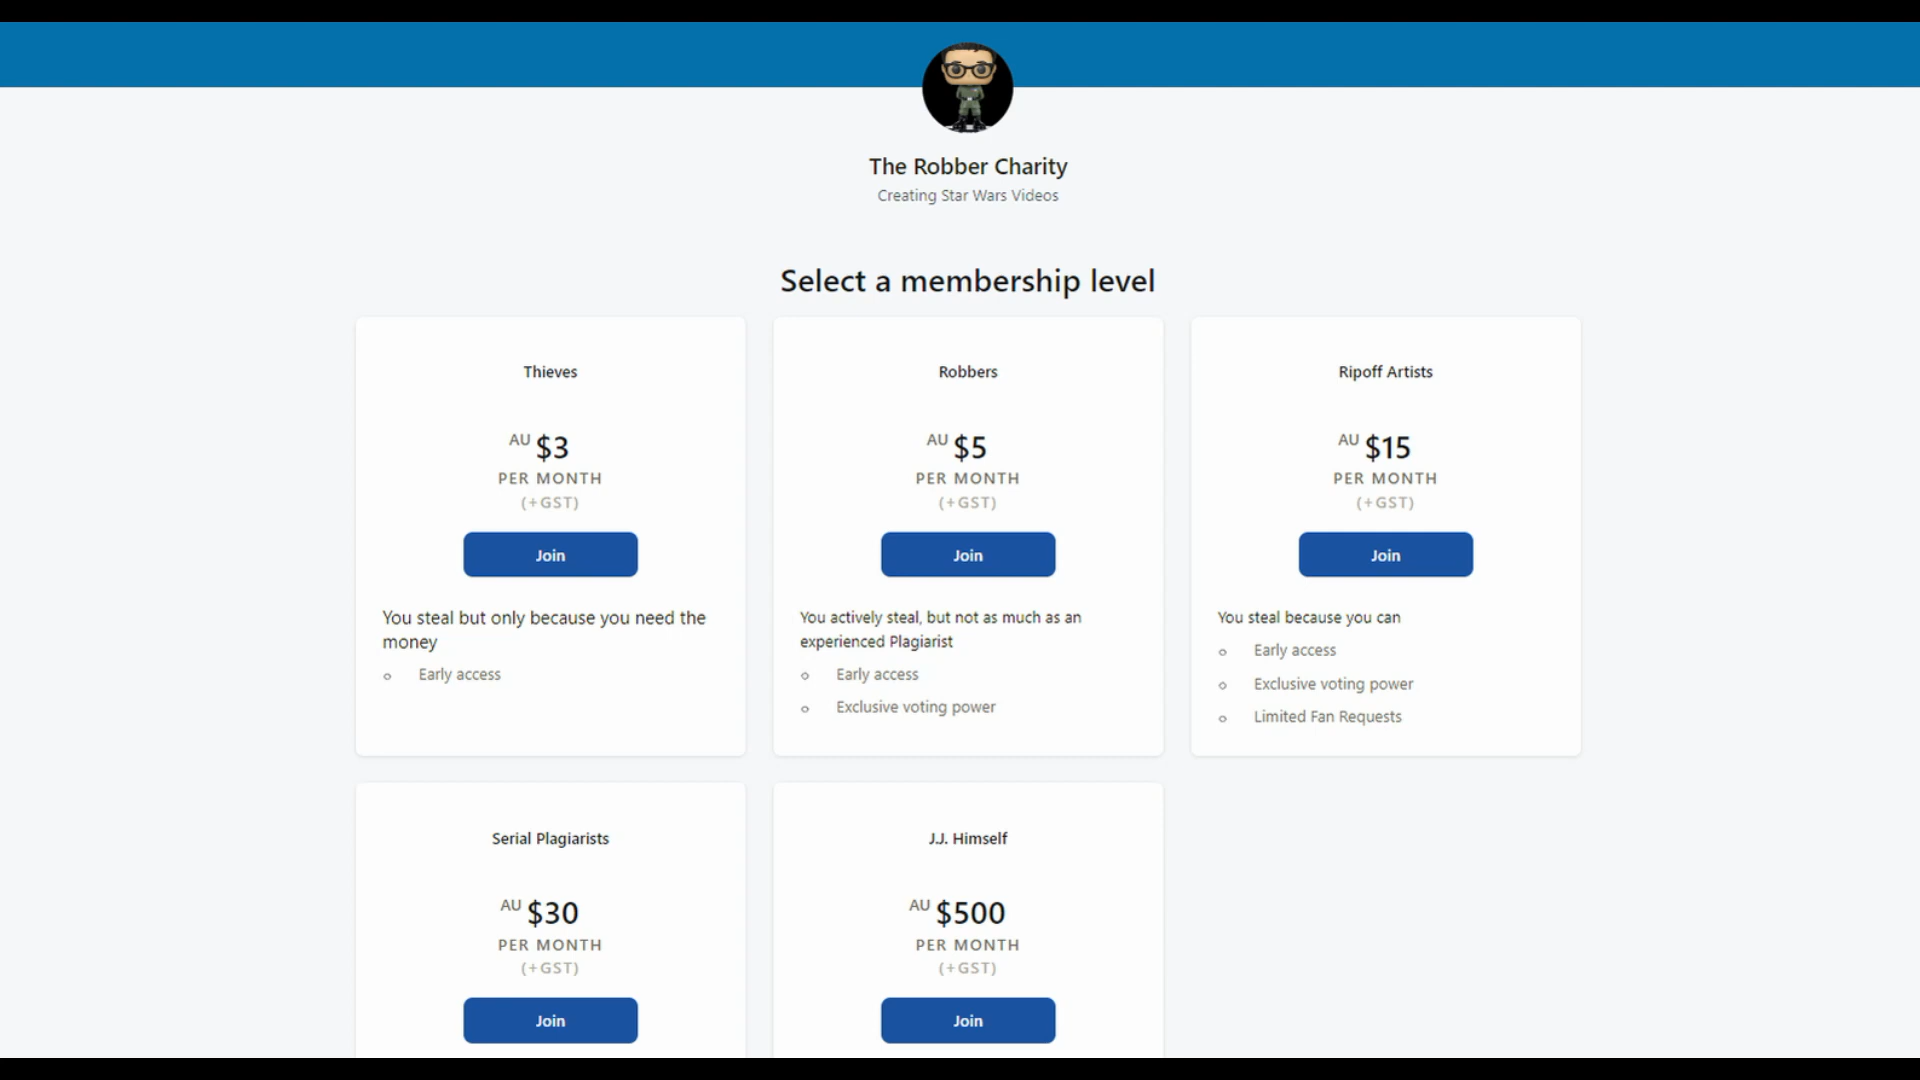 The Robber Charity
Creating Star Wars Videos
Select a membership level
Thieves
AU $3
PER MONTH
(+GST)
Join
You steal but only because you need the
money
Early access
Robbers
AU $5
PER MONTH
(+GST)
Join
You actively steal, but not as much as an
experienced Plagiarist
Early access
Exclusive voting power
Ripoff Artists
AU $15
PER MONTH
(+GST)
Join
You steal because you can
Early access
Exclusive voting power
Limited Fan Requests
Serial Plagiarists
AU $30
PER MONTH
(+GST)
Join
J.J. Himself
AU $500
PER MONTH
(+GST)
Join